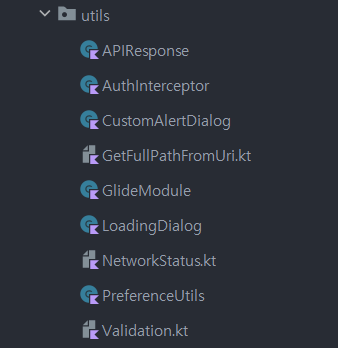 utils
APIResponse
AuthInterceptor
CustomAlertDialog
GetFullPathFromUri.kt
GlideModule
LoadingDialog
NetworkStatus.kt
PreferenceUtils
Validation.kt